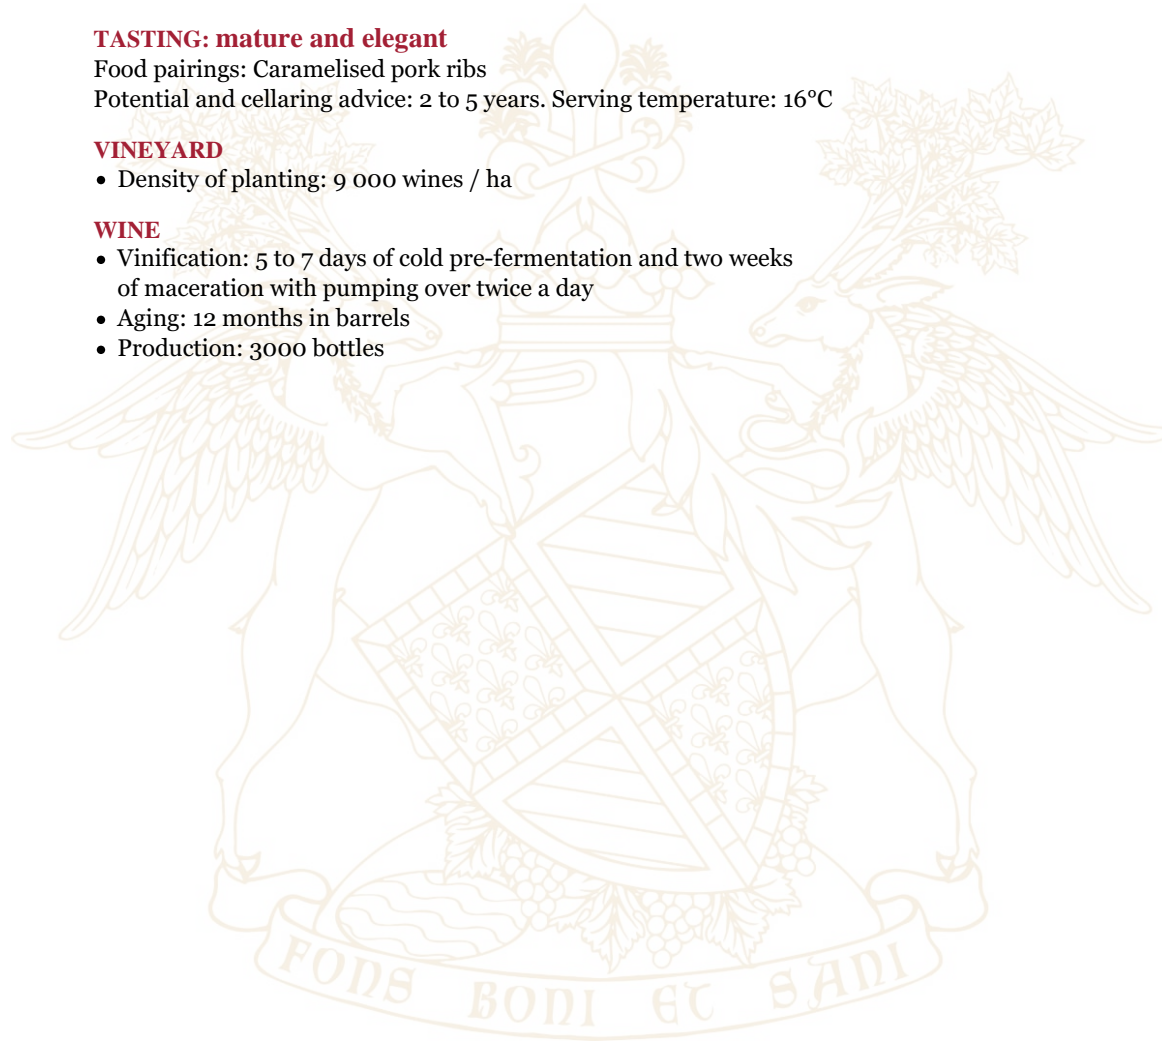 TASTING: mature and elegant
Food pairings: Caramelised pork ribs
Potential and cellaring advice: 2 to 5 years. Serving temperature: 16°C
VINEYARD
• Density of planting: 9 000 wines / ha
WINE
• Vinification: 5 to 7 days of cold pre-fermentation and two weeks
of maceration with pumping over twice a day
• Aging: 12 months in barrels
• Production: 3000 bottles
FONS BONI ET SANI